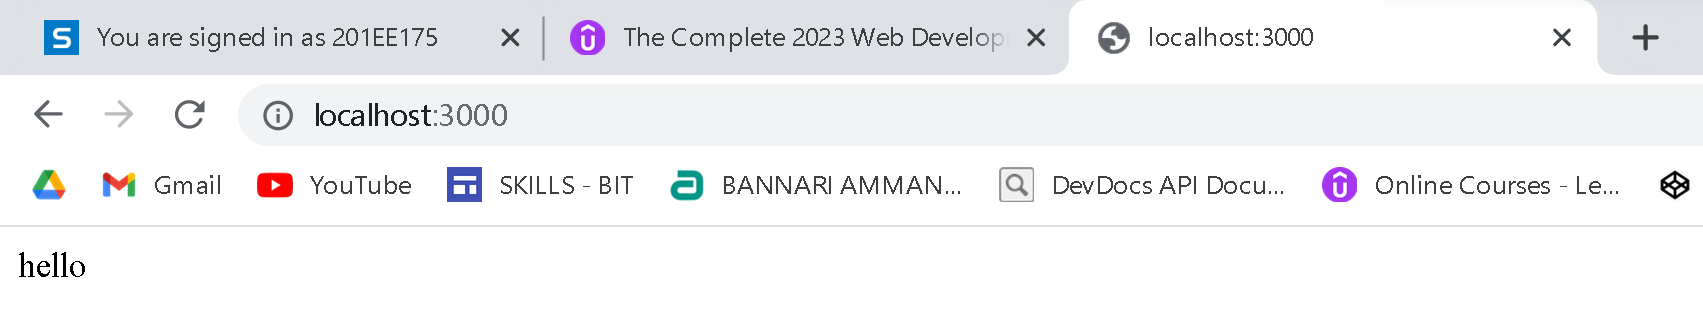 You are signed in as 201EE175 The Complete 2023 Web Develop localhost:3000
localhost:3000
Gmail YouTube SKILLS - BIT BANNARI AMMAN... DevDocs API Docu... Online Courses - Le...
hello